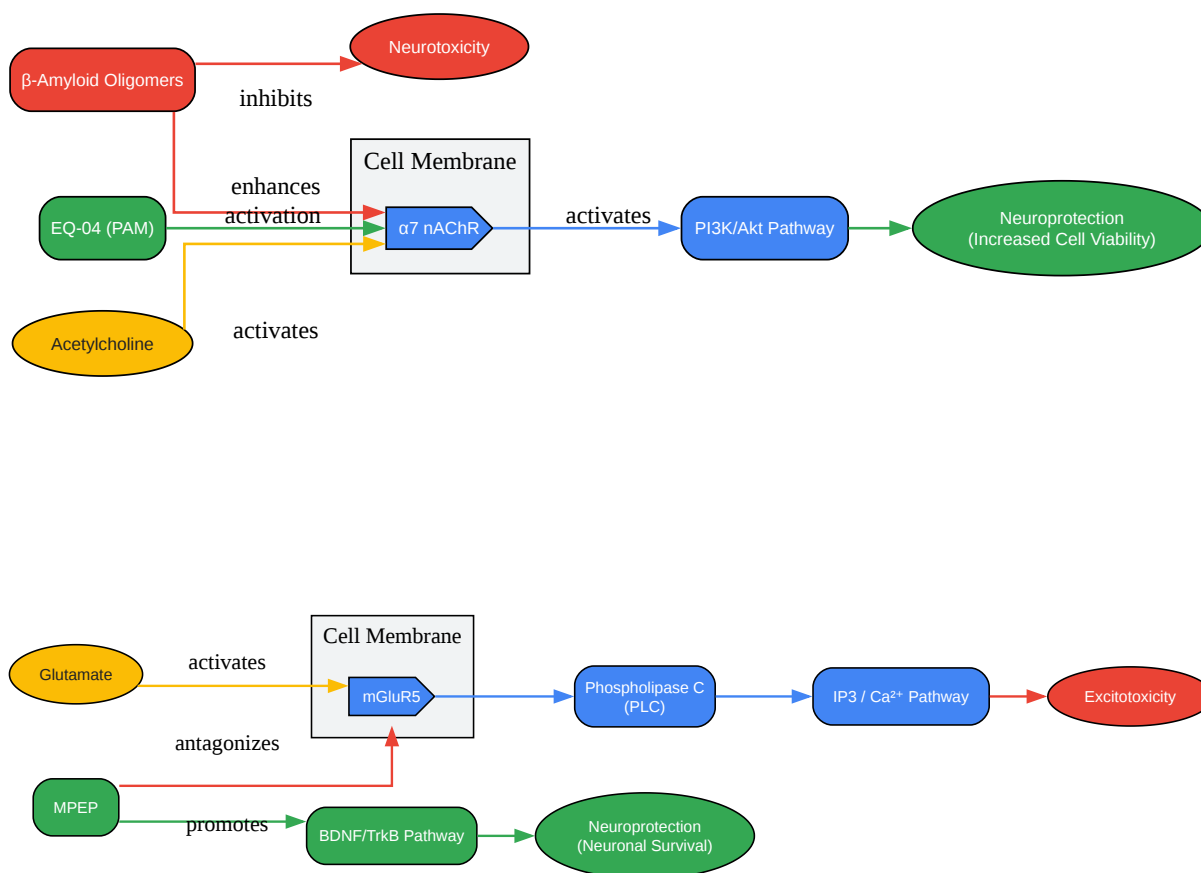 Neurotoxicity
β-Amyloid Oligomers
inhibits
Cell Membrane
enhances
activation
EQ-04 (PAM)
α7 nAChR
activates
PI3K/Akt Pathway
Neuroprotection
(Increased Cell Viability)
Acetylcholine
activates
Cell Membrane
Glutamate
activates
mGluR5
Phospholipase C
(PLC)
IP3 / Ca²⁺ Pathway
Excitotoxicity
antagonizes
MPEP
promotes
BDNF/TrkB Pathway
Neuroprotection
(Neuronal Survival)